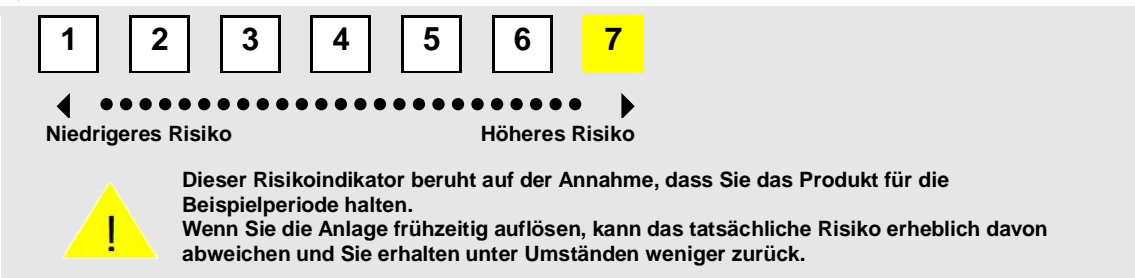 1 2 3 4 5 6 7
Niedrigeres Risiko Höheres Risiko
Dieser Risikoindikator beruht auf der Annahme, dass Sie das Produkt für die
Beispielperiode halten.
Wenn Sie die Anlage frühzeitig auflösen, kann das tatsächliche Risiko erheblich davon
abweichen und Sie erhalten unter Umständen weniger zurück.
!